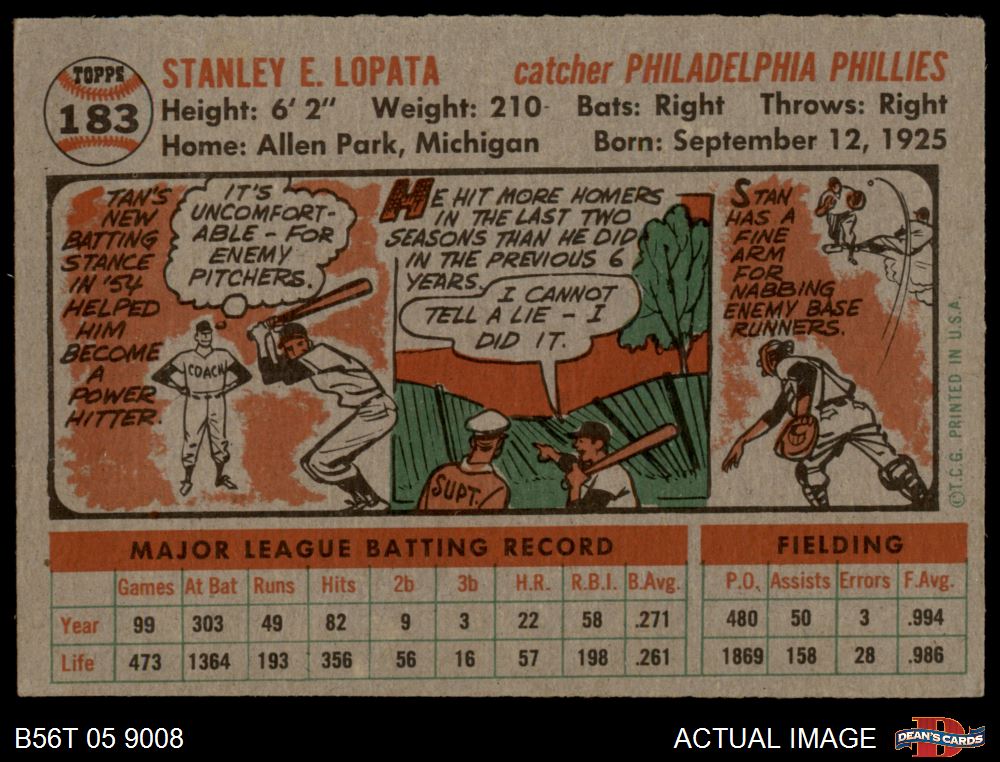 TOPPS
183
STANLEY E. LOPATA catcher PHILADELPHIA PHILLIES
Height: 6' 2" Weight: 210 Bats: Right Throws: Right
Home: Allen Park, Michigan Born: September 12, 1925
STAN'S
NEW
BATTING
STANCE
IN '54
HELPED
HIM
BECOME
A
POWER
HITTER.
IT'S
UNCOMFORT-
ABLE - FOR
ENEMY
PITCHERS.
COACH
HE HIT MORE HOMERS
IN THE LAST TWO
SEASONS THAN HE DID
IN THE PREVIOUS 6
YEARS.
I CANNOT
TELL A LIE - I
DID IT.
SUPT.
STAN
HAS A
FINE
ARM
FOR
NABBING
ENEMY BASE
RUNNERS.
©T.C.G. PRINTED IN U.S.A.
MAJOR LEAGUE BATTING RECORD FIELDING
Games At Bat Runs Hits 2b 3b H.R. R.B.I. B.Avg. P.O. Assists Errors F.Avg.
Year 99 303 49 82 9 3 22 58 .271 480 50 3 .994
Life 473 1364 193 356 56 16 57 198 .261 1869 158 28 .986
B56T 05 9008 ACTUAL IMAGE DEAN'S CARDS